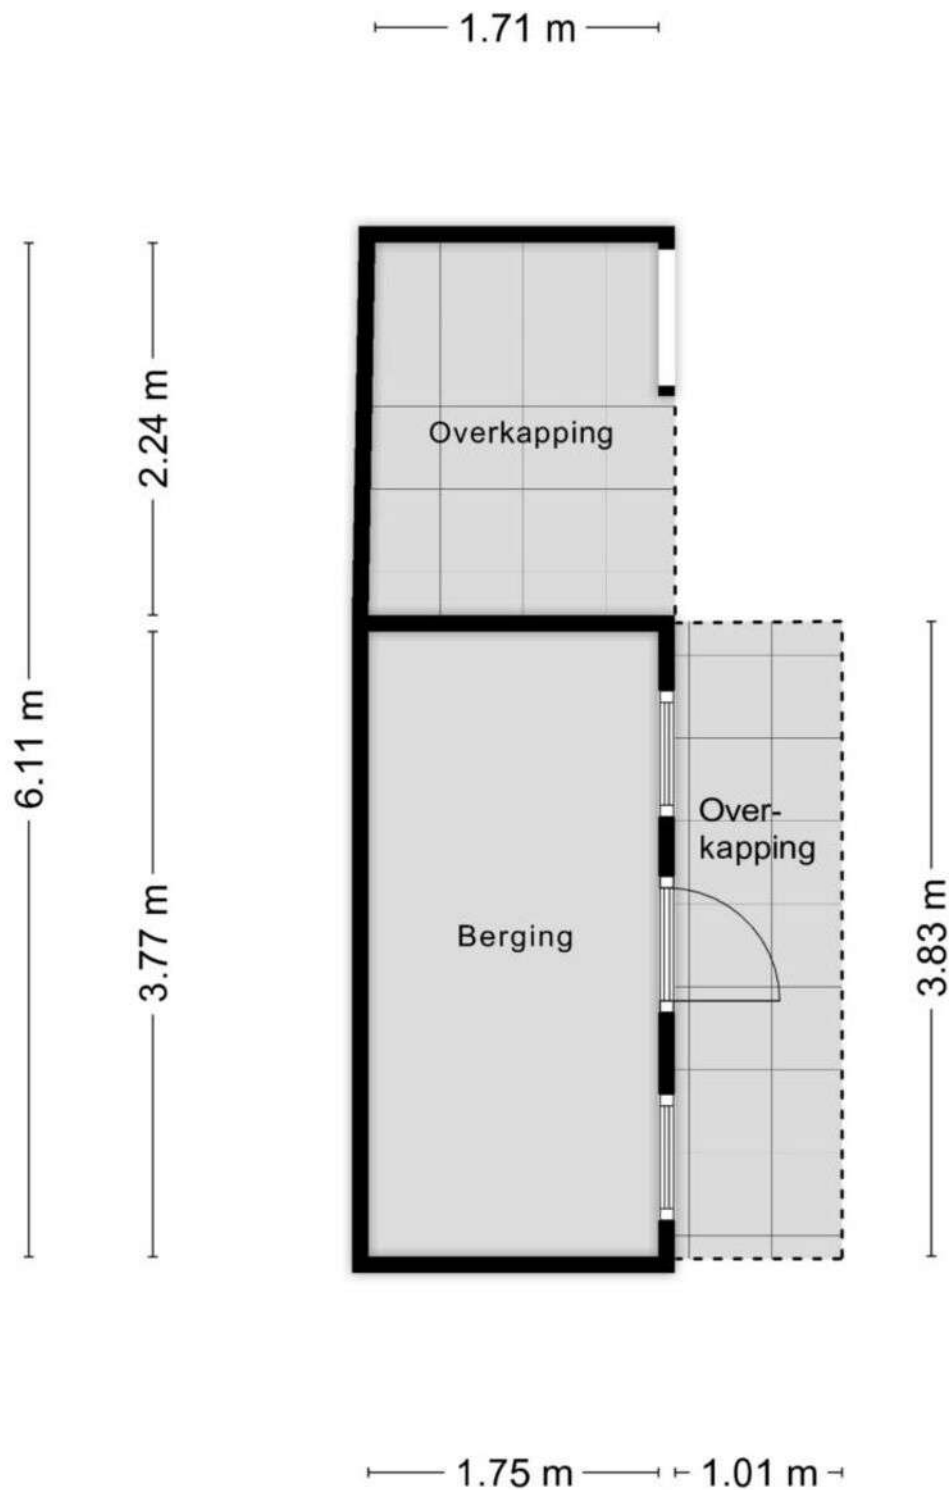 1.71 m
2.24 m
Overkapping
6.11 m
Over-
kapping
Berging
3.77 m
3.83 m
1.75 m
1.01 m